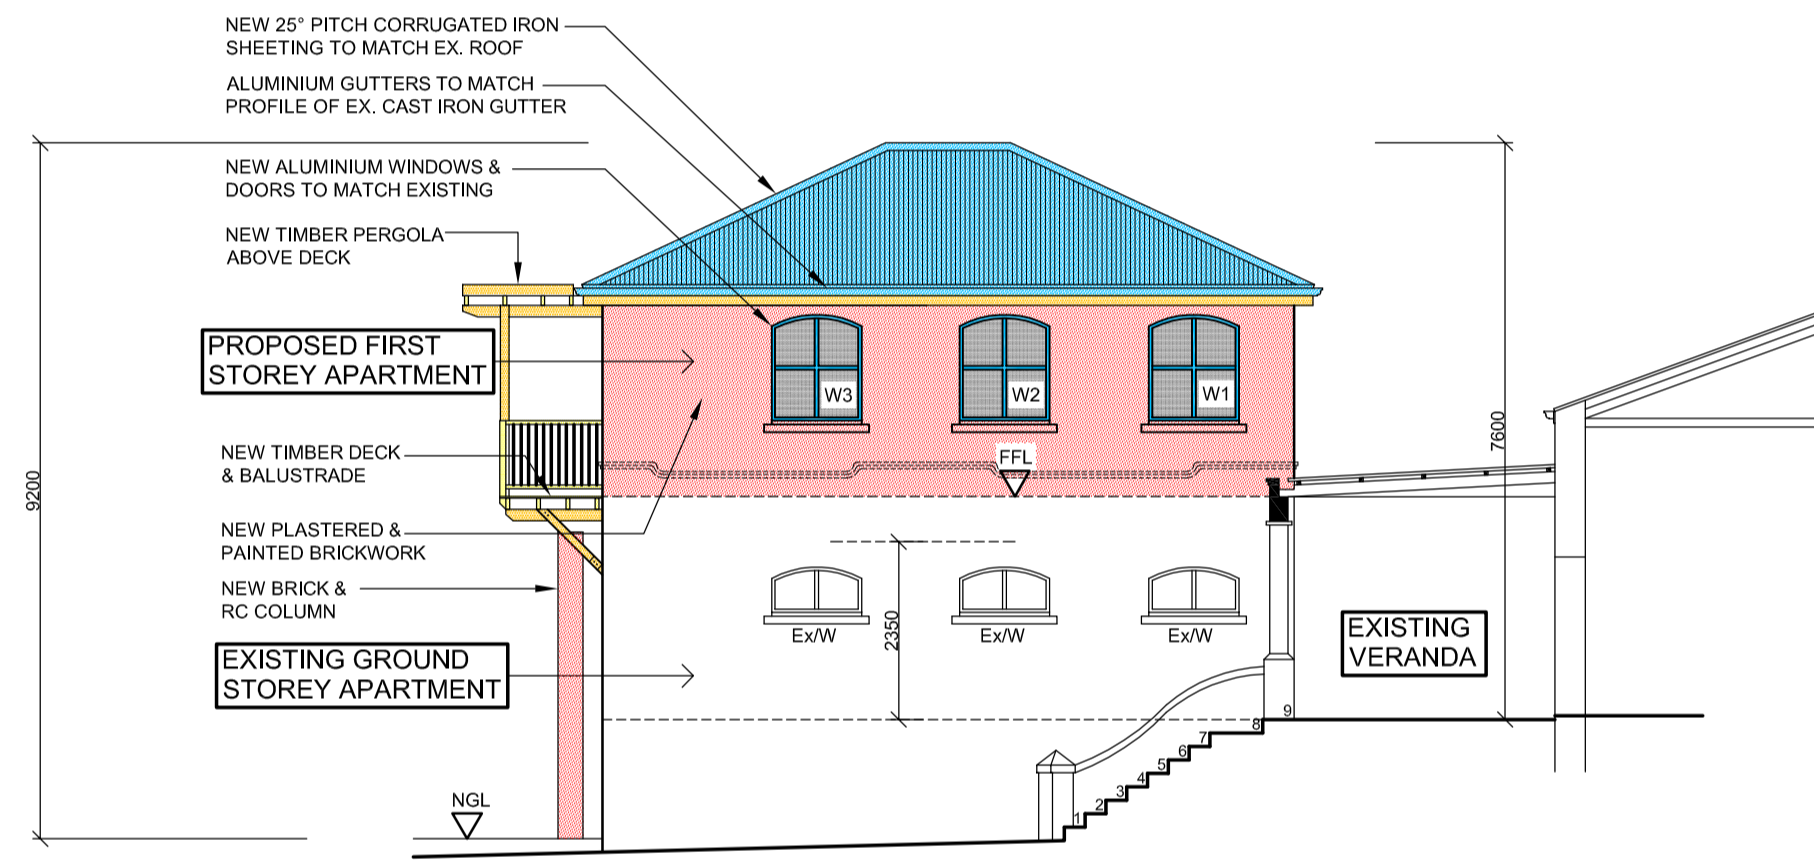 NEW 25° PITCH CORRUGATED IRON
SHEETING TO MATCH EX. ROOF
ALUMINIUM GUTTERS TO MATCH
PROFILE OF EX. CAST IRON GUTTER
NEW ALUMINIUM WINDOWS &
DOORS TO MATCH EXISTING
NEW TIMBER PERGOLA
ABOVE DECK
PROPOSED FIRST
STOREY APARTMENT
W3
W2
W1
7600
9200
NEW TIMBER DECK
& BALUSTRADE
FFL
NEW PLASTERED &
PAINTED BRICKWORK
NEW BRICK &
RC COLUMN
2350
Ex/W
Ex/W
Ex/W
EXISTING
VERANDA
EXISTING GROUND
STOREY APARTMENT
NGL
1
2
3
4
5
6
7
8
9